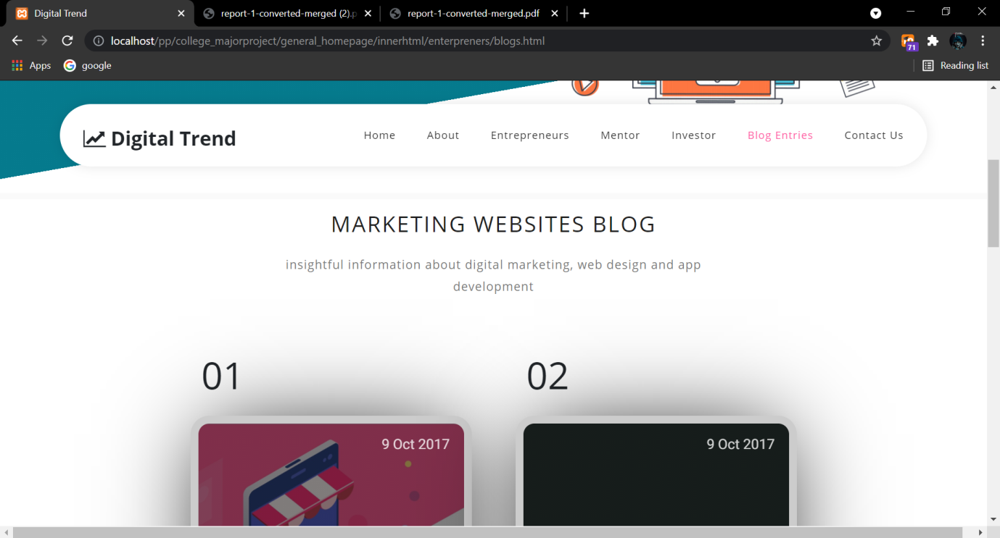 Digital Trend
report-1-converted-merged (2).p
report-1-converted-merged.pdf
localhost/pp/college_majorproject/general_homepage/innerhtml/enterpreners/blogs.html
71
Apps
google
Reading list
Digital Trend
Home
About
Entrepreneurs
Mentor
Investor
Blog Entries
Contact Us
MARKETING WEBSITES BLOG
insightful information about digital marketing, web design and app
development
01
02
9 Oct 2017
9 Oct 2017